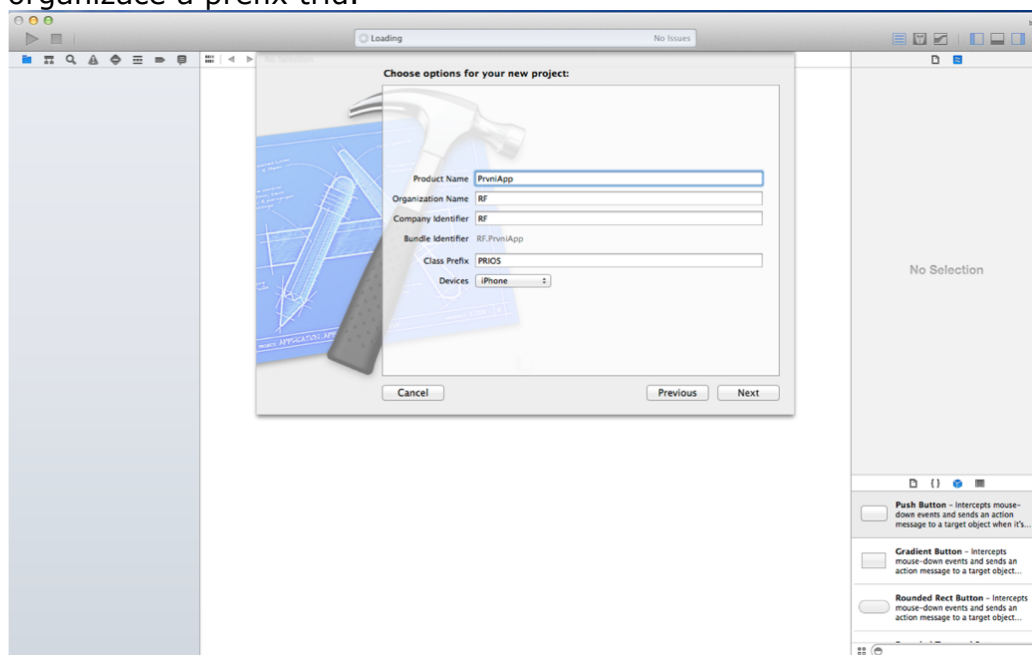 organizace a prefix tříd.
Loading
No Issues
Choose options for your new project:
Product Name PrvniApp
Organization Name RF
Company Identifier RF
Bundle Identifier RF.PrvniApp
Class Prefix PRIOS
Devices iPhone
Cancel
Previous
Next
No Selection
{}
Push Button - Intercepts mouse-
down events and sends an action
message to a target object when it's...
Gradient Button - Intercepts
mouse-down events and sends an
action message to a target object...
Rounded Rect Button - Intercepts
mouse-down events and sends an
action message to a target object...